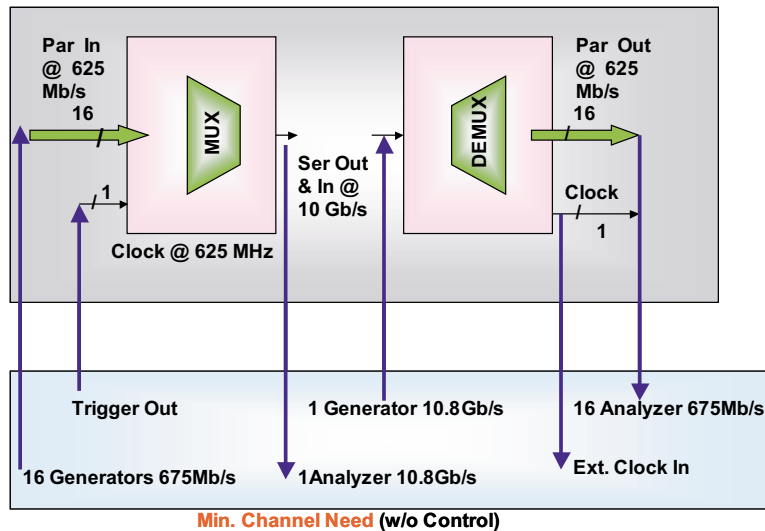 Par In
@ 625
Mb/s
16
MUX
1
Clock @ 625 MHz
Ser Out
& In @
10 Gb/s
DEMUX
Par Out
@ 625
Mb/s
16
Clock
1
Trigger Out
1 Generator 10.8Gb/s
16 Analyzer 675Mb/s
16 Generators 675Mb/s
1Analyzer 10.8Gb/s
Ext. Clock In
Min. Channel Need (w/o Control)